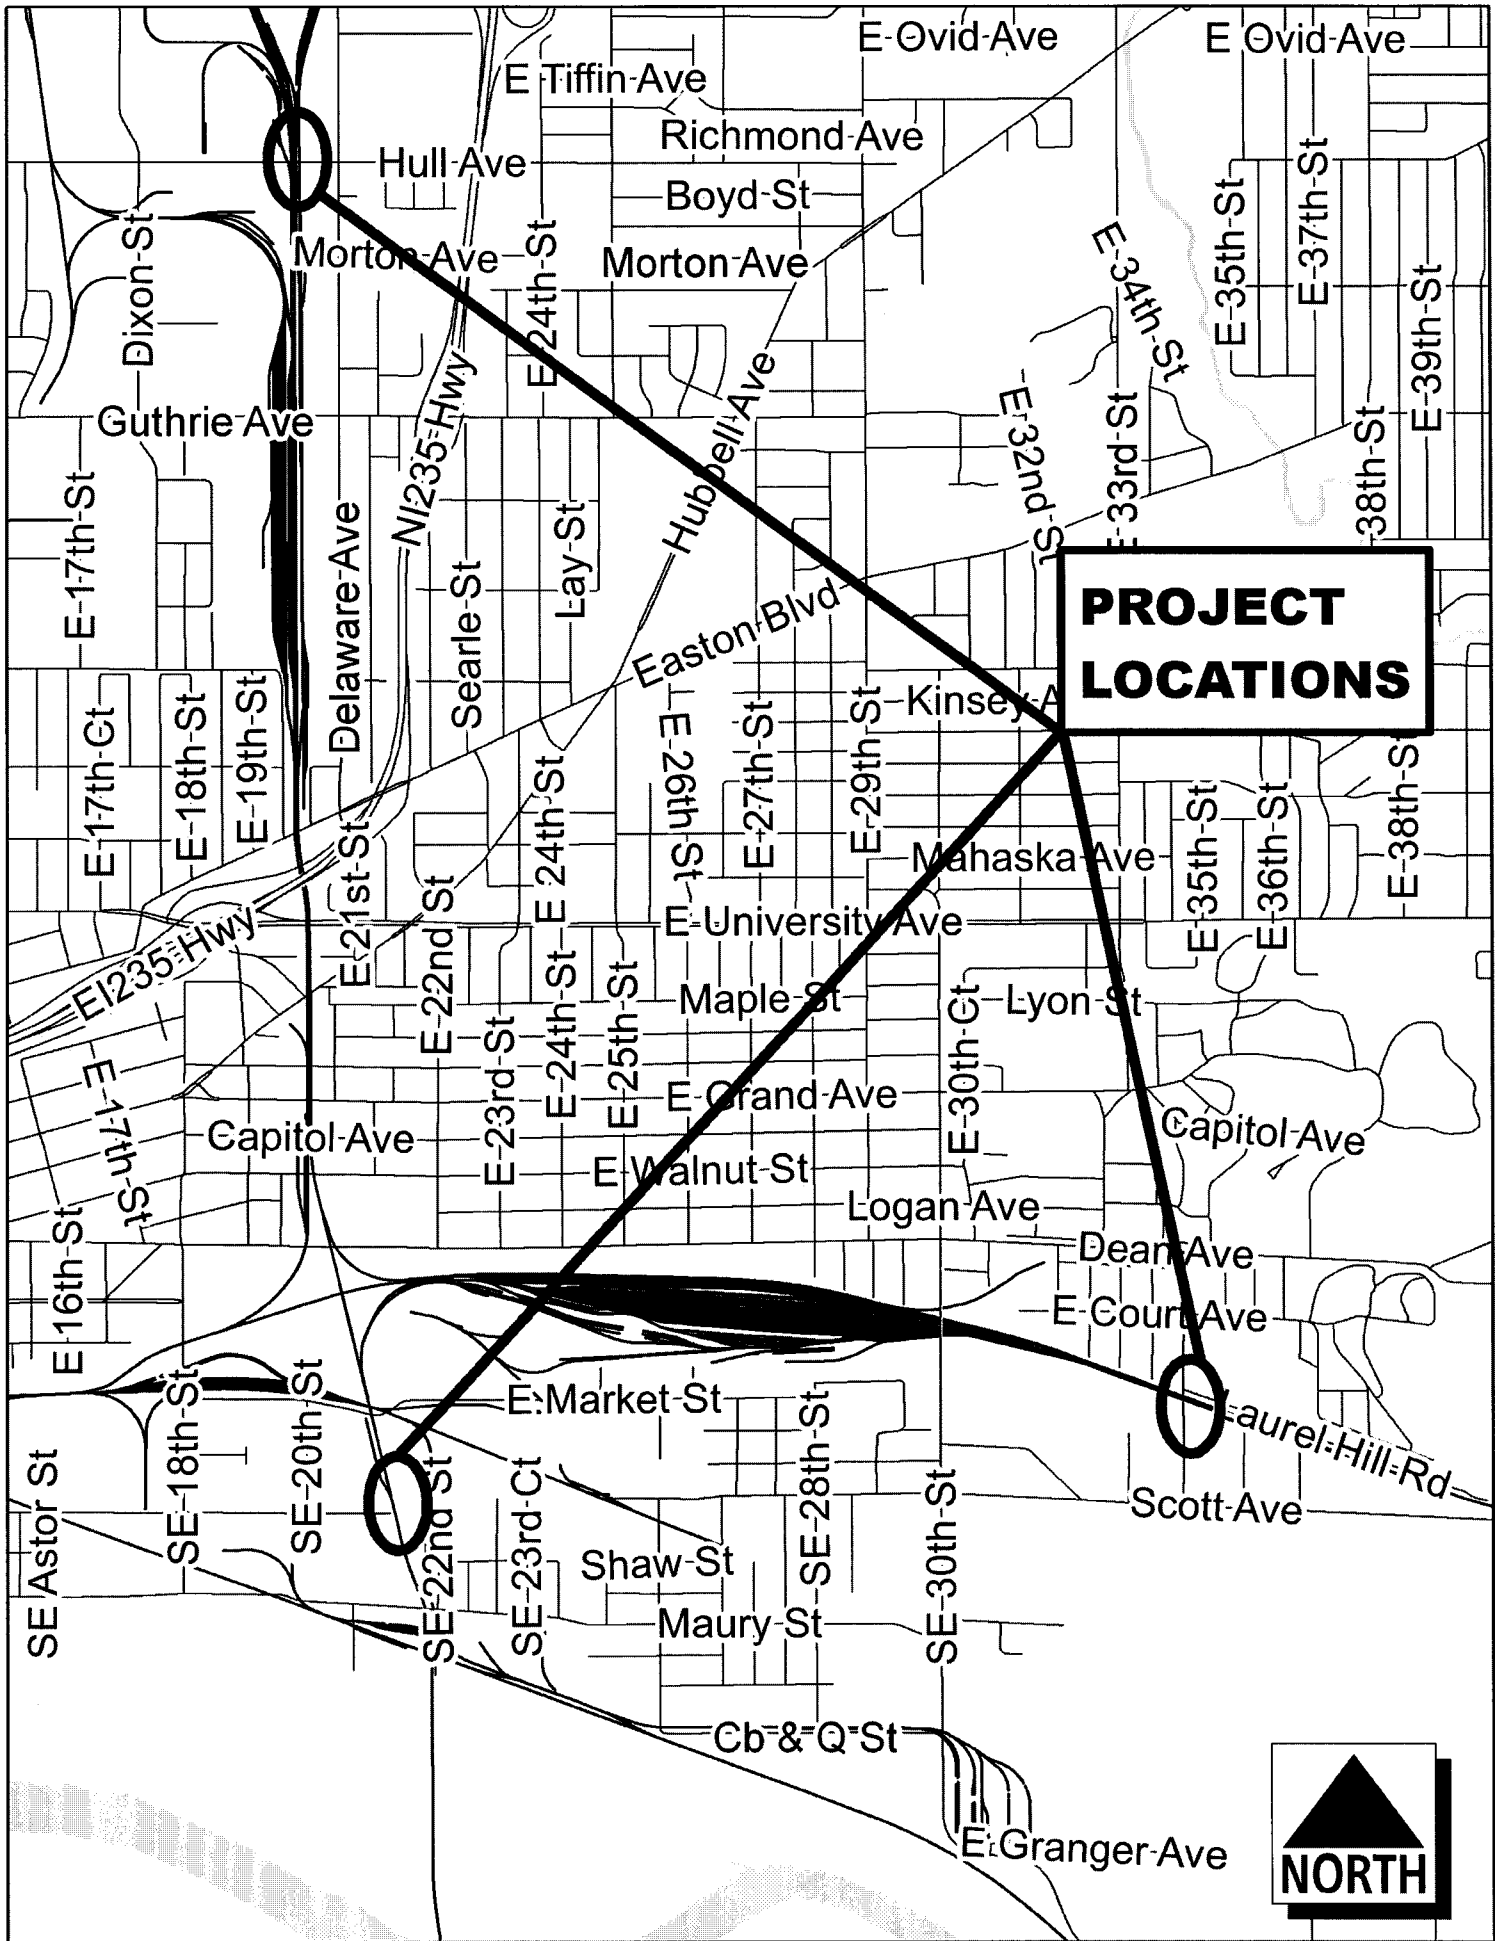 E Ovid Ave
E Ovid Ave
E Tiffin Ave
Richmond Ave
Hull Ave
Boyd St
Morton Ave
Morton Ave
Dixon St
E 24th St
E 34th St
E 35th St
E 37th St
E 39th St
Guthrie Ave
NI235 Hwy
Hubbell Ave
E 32nd St
E 33rd St
38th St
E 17th St
Delaware Ave
Searle St
Lay St
Easton Blvd
PROJECT
LOCATIONS
Kinsey A
E 17th Ct
E 18th St
E 19th St
E 26th St
E 27th St
E 29th St
E 21st St
E 22nd St
E 24th St
Mahaska Ave
E 35th St
E 36th St
E 38th St
E University Ave
EI235 Hwy
Maple St
Lyon St
E 17th St
E 23rd St
E 24th St
E 25th St
E Grand Ave
E 30th Ct
Capitol Ave
Capitol Ave
E Walnut St
Logan Ave
E 16th St
Dean Ave
E Court Ave
E Market St
Laurel Hill Rd
SE Astor St
SE 18th St
SE 20th St
SE 22nd St
SE 23rd Ct
SE 28th St
SE 30th St
Scott Ave
Shaw St
Maury St
Cb & Q St
E Granger Ave
NORTH